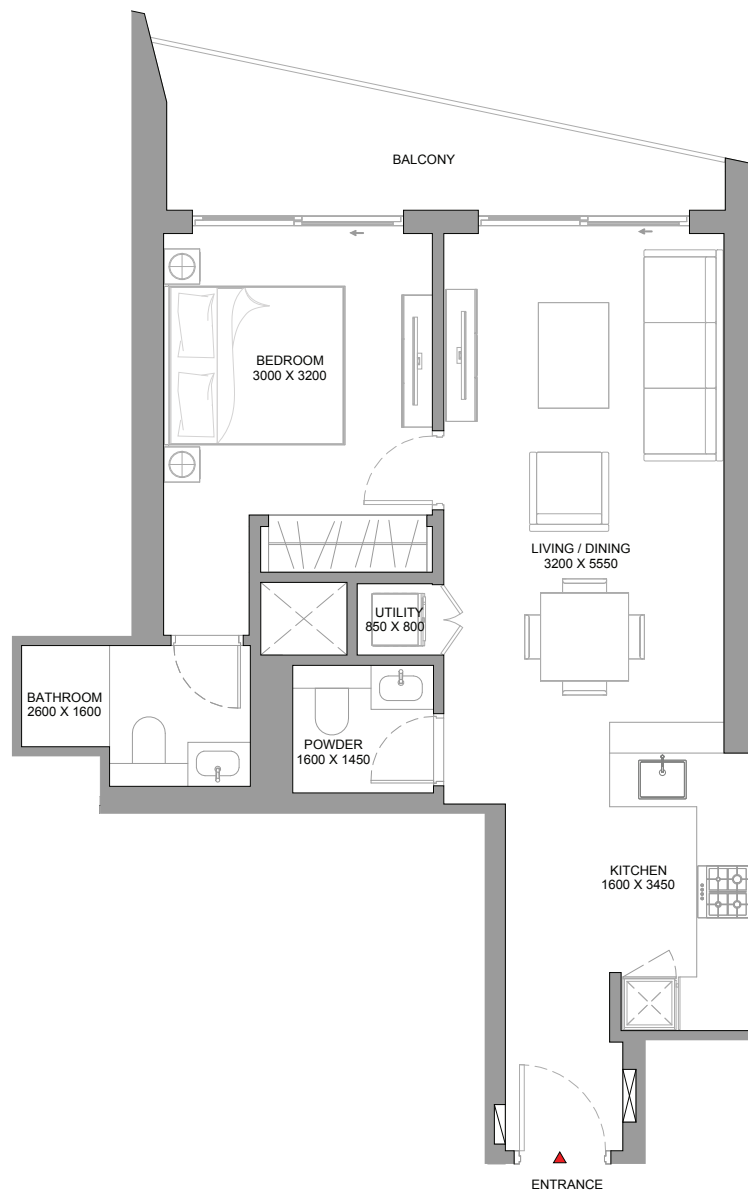 BALCONY
BEDROOM
3000 X 3200
LIVING / DINING
3200 X 5550
UTILITY
850 X 800
BATHROOM
2600 X 1600
POWDER
1600 X 1450
KITCHEN
1600 X 3450
ENTRANCE